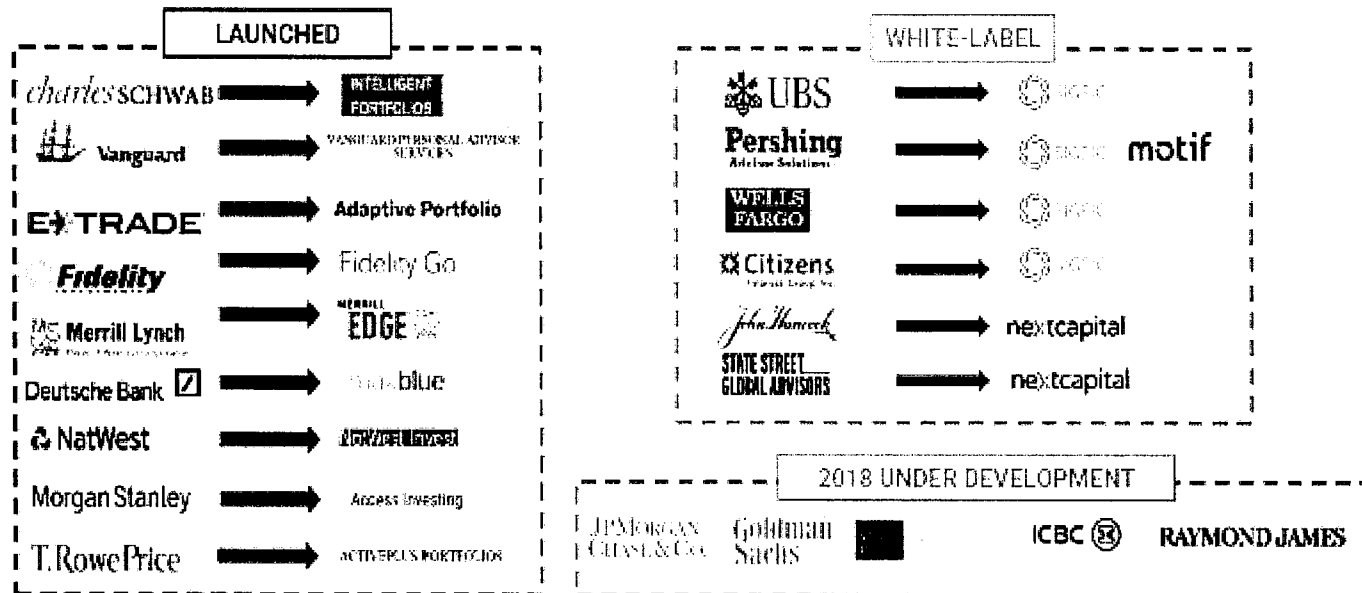 LAUNCHED
charles SCHWAB
INTELLIGENT
PORTFOLIOS
Vanguard
VANGUARD PERSONAL ADVISOR
SERVICES
E TRADE
Adaptive Portfolio
Fidelity
Fidelity Go
Merrill Lynch
MERRILL
EDGE
Deutsche Bank
maxblue
NatWest
NatWest Invest
Morgan Stanley
Access Investing
T.RowePrice
ACTIVEPLUS PORTFOLIOS
WHITE-LABEL
UBS
Pershing
Advisor Solutions
motif
WELLS
FARGO
Citizens
John Hancock
nextcapital
STATE STREET
GLOBAL ADVISORS
nextcapital
2018 UNDER DEVELOPMENT
JPMORGAN
CHASE & CO.
Goldman
Sachs
ICBC
RAYMOND JAMES